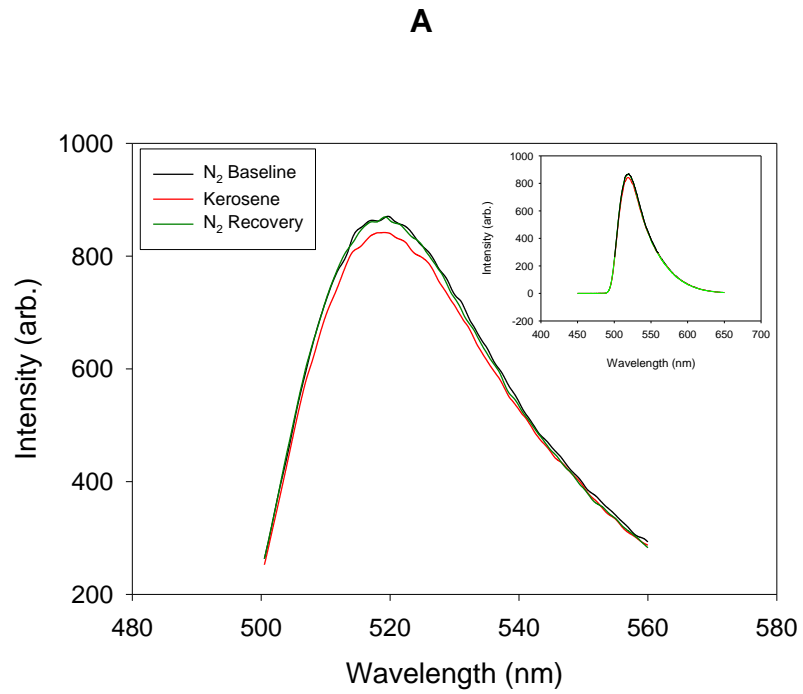 A
1000
800
600
400
200
480 500 520 540 560 580
Intensity (arb.)
Wavelength (nm)
N2 Baseline
Kerosene
N2 Recovery
1000
800
600
400
200
0
-200
400 450 500 550 600 650 700
Intensity (arb.)
Wavelength (nm)